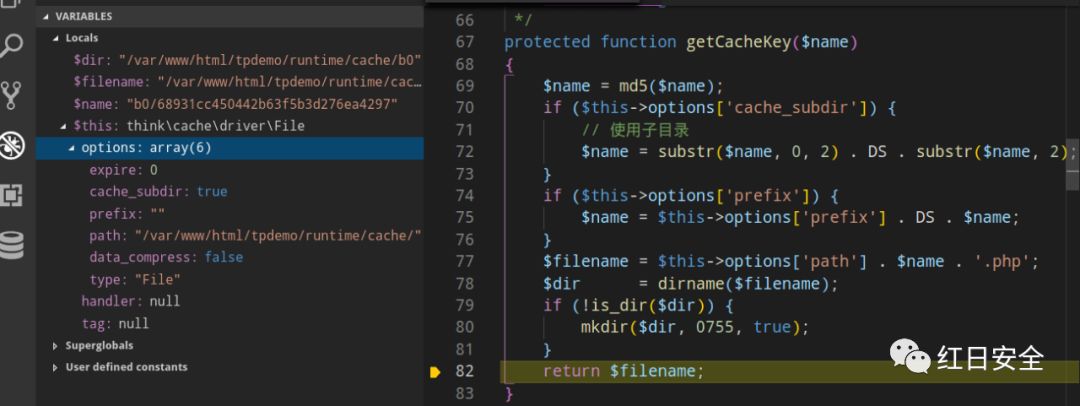 VARIABLES
Locals
$dir: "/var/www/html/tpdemo/runtime/cache/b0"
$filename: "/var/www/html/tpdemo/runtime/cac...
$name: "b0/68931cc450442b63f5b3d276ea4297"
$this: think\cache\driver\File
options: array(6)
expire: 0
cache_subdir: true
prefix: ""
path: "/var/www/html/tpdemo/runtime/cache/"
data_compress: false
type: "File"
handler: null
tag: null
Superglobals
User defined constants
66 */
67 protected function getCacheKey($name)
68 {
69 $name = md5($name);
70 if ($this->options['cache_subdir']) {
71 // 使用子目录
72 $name = substr($name, 0, 2) . DS . substr($name, 2);
73 }
74 if ($this->options['prefix']) {
75 $name = $this->options['prefix'] . DS . $name;
76 }
77 $filename = $this->options['path'] . $name . '.php';
78 $dir = dirname($filename);
79 if (!is_dir($dir)) {
80 mkdir($dir, 0755, true);
81 }
82 return $filename;
83 }
红日安全